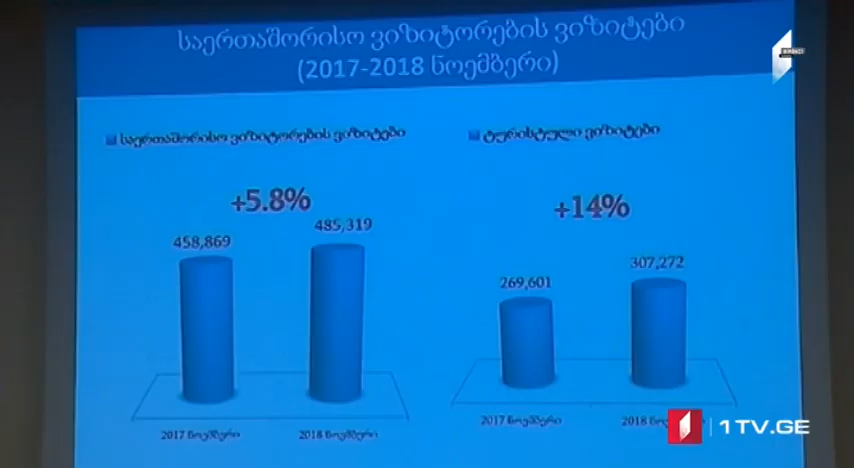 საერთაშორისო ვიზიტორების ვიზიტები
(2017-2018 ნოემბერი)
საერთაშორისო ვიზიტორების ვიზიტები
+5.8%
458,869
485,319
2017 ნოემბერი
2018 ნოემბერი
ტურისტული ვიზიტები
+14%
269,601
307,272
2017 ნოემბერი
2018
1TV.GE